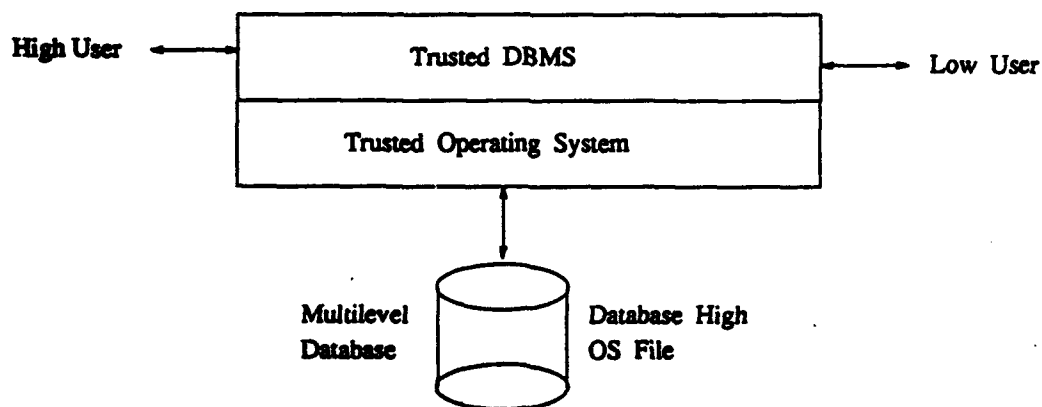 High User
Trusted DBMS
Low User
Trusted Operating System
Multilevel
Database
Database High
OS File